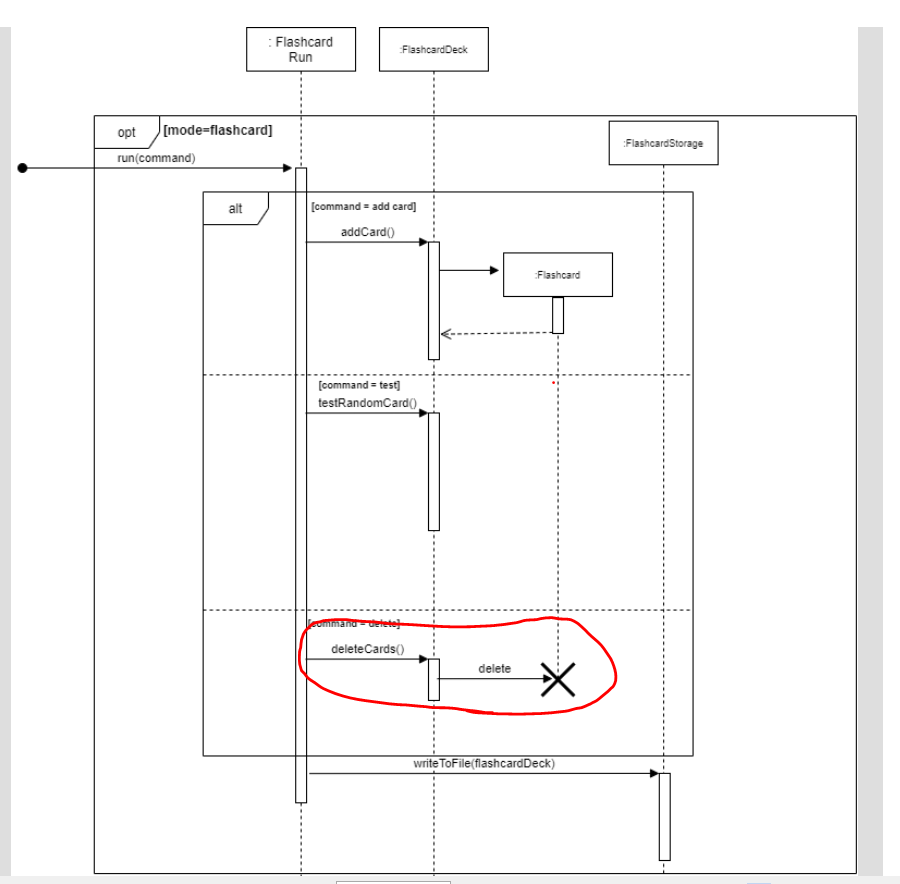 : Flashcard
Run
:FlashcardDeck
opt
[mode=flashcard]
:FlashcardStorage
run(command)
alt
[command = add card]
addCard()
:Flashcard
[command = test]
testRandomCard()
[command = delete]
deleteCards()
delete
writeToFile(flashcardDeck)